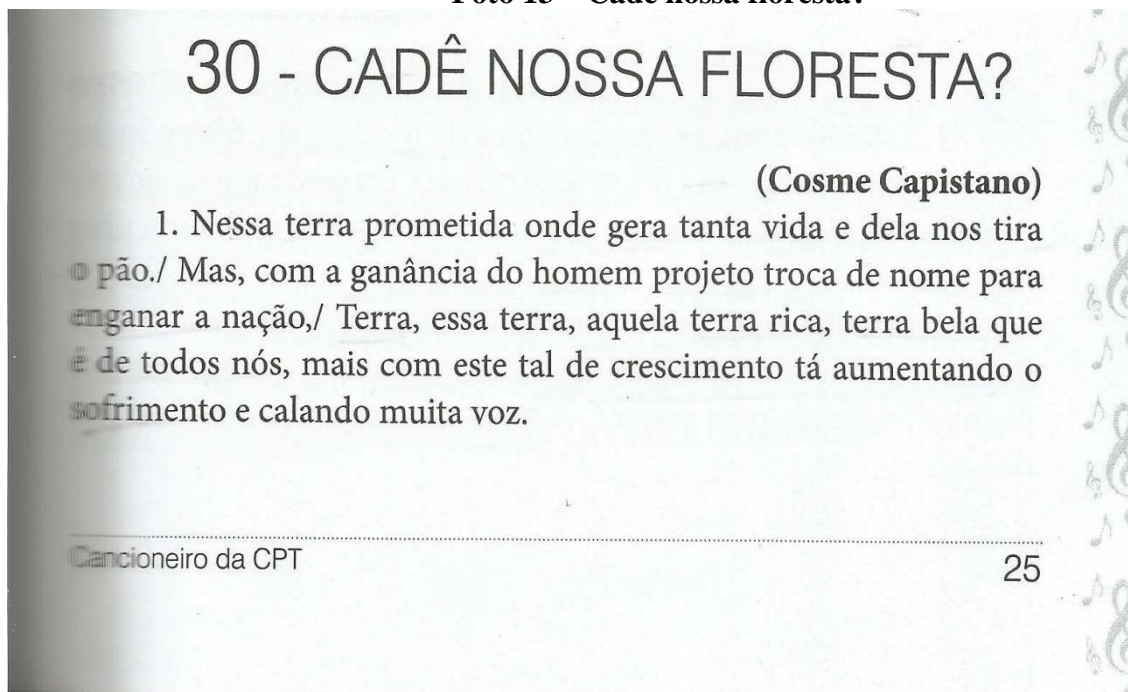 Foto 13 – Cadê nossa floresta?
30 - CADÊ NOSSA FLORESTA?
(Cosme Capistano)
1. Nessa terra prometida onde gera tanta vida e dela nos tira
o pão./ Mas, com a ganância do homem projeto troca de nome para
enganar a nação,/ Terra, essa terra, aquela terra rica, terra bela que
é de todos nós, mais com este tal de crescimento tá aumentando o
sofrimento e calando muita voz.
Cancioneiro da CPT
25